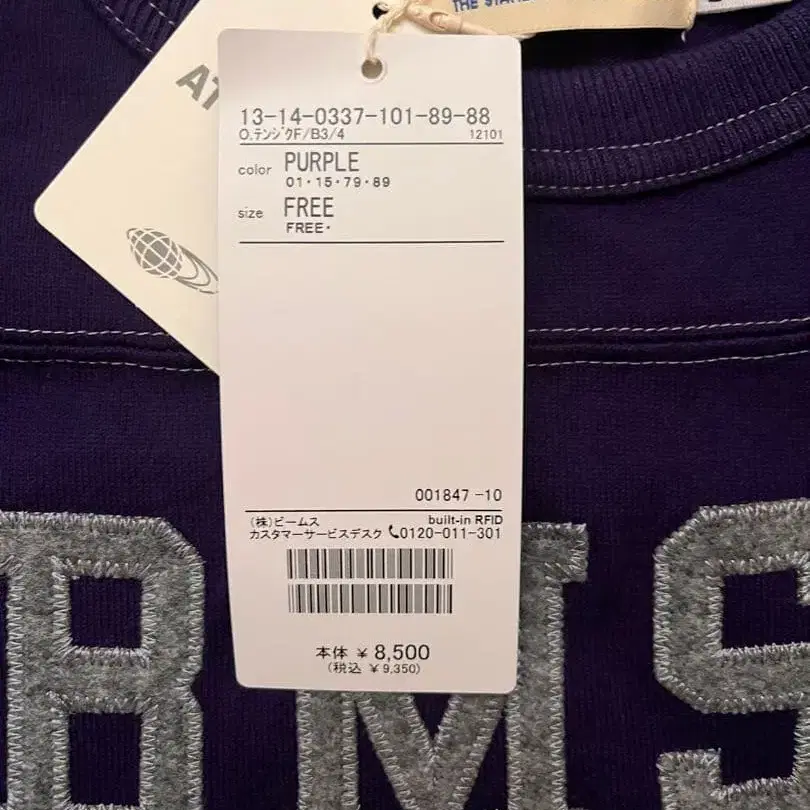 AT
13-14-0337-101-89-88
O.テンジクF/B3/4 12101
color PURPLE
01・15・79・89
size FREE
FREE・
001847 -10
(株)ビームス built-in RFID
カスタマーサービスデスク 0120-011-301
本体 ¥ 8,500
(税込 ¥ 9,350)
BMS